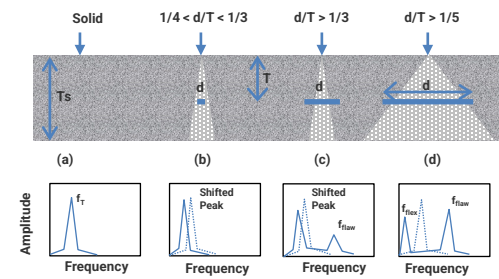 Solid
1/4 < d/T < 1/3
d/T > 1/3
d/T > 1/5
Ts
d
T
d
d
(a)
(b)
(c)
(d)
Amplitude
fT
Shifted
Peak
Shifted
Peak
fflaw
fflex
fflaw
Frequency
Frequency
Frequency
Frequency